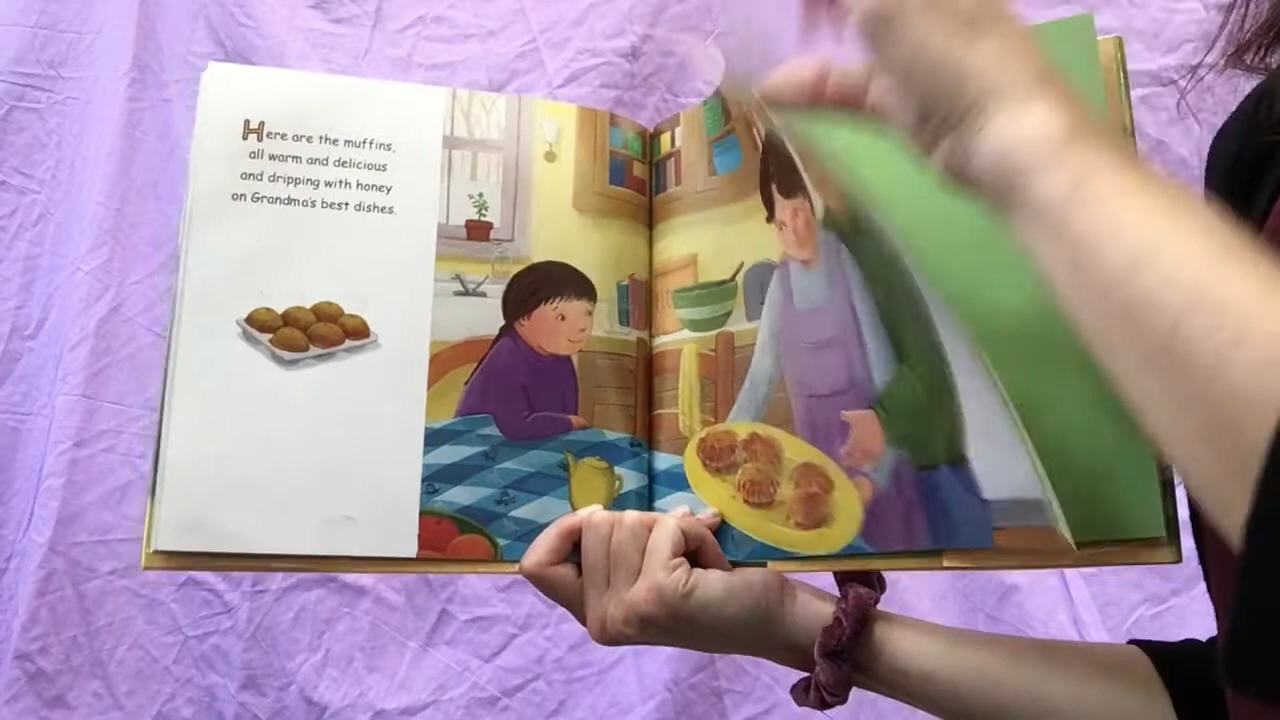 Here are the muffins,
all warm and delicious
and dripping with honey
on Grandma's best dishes.